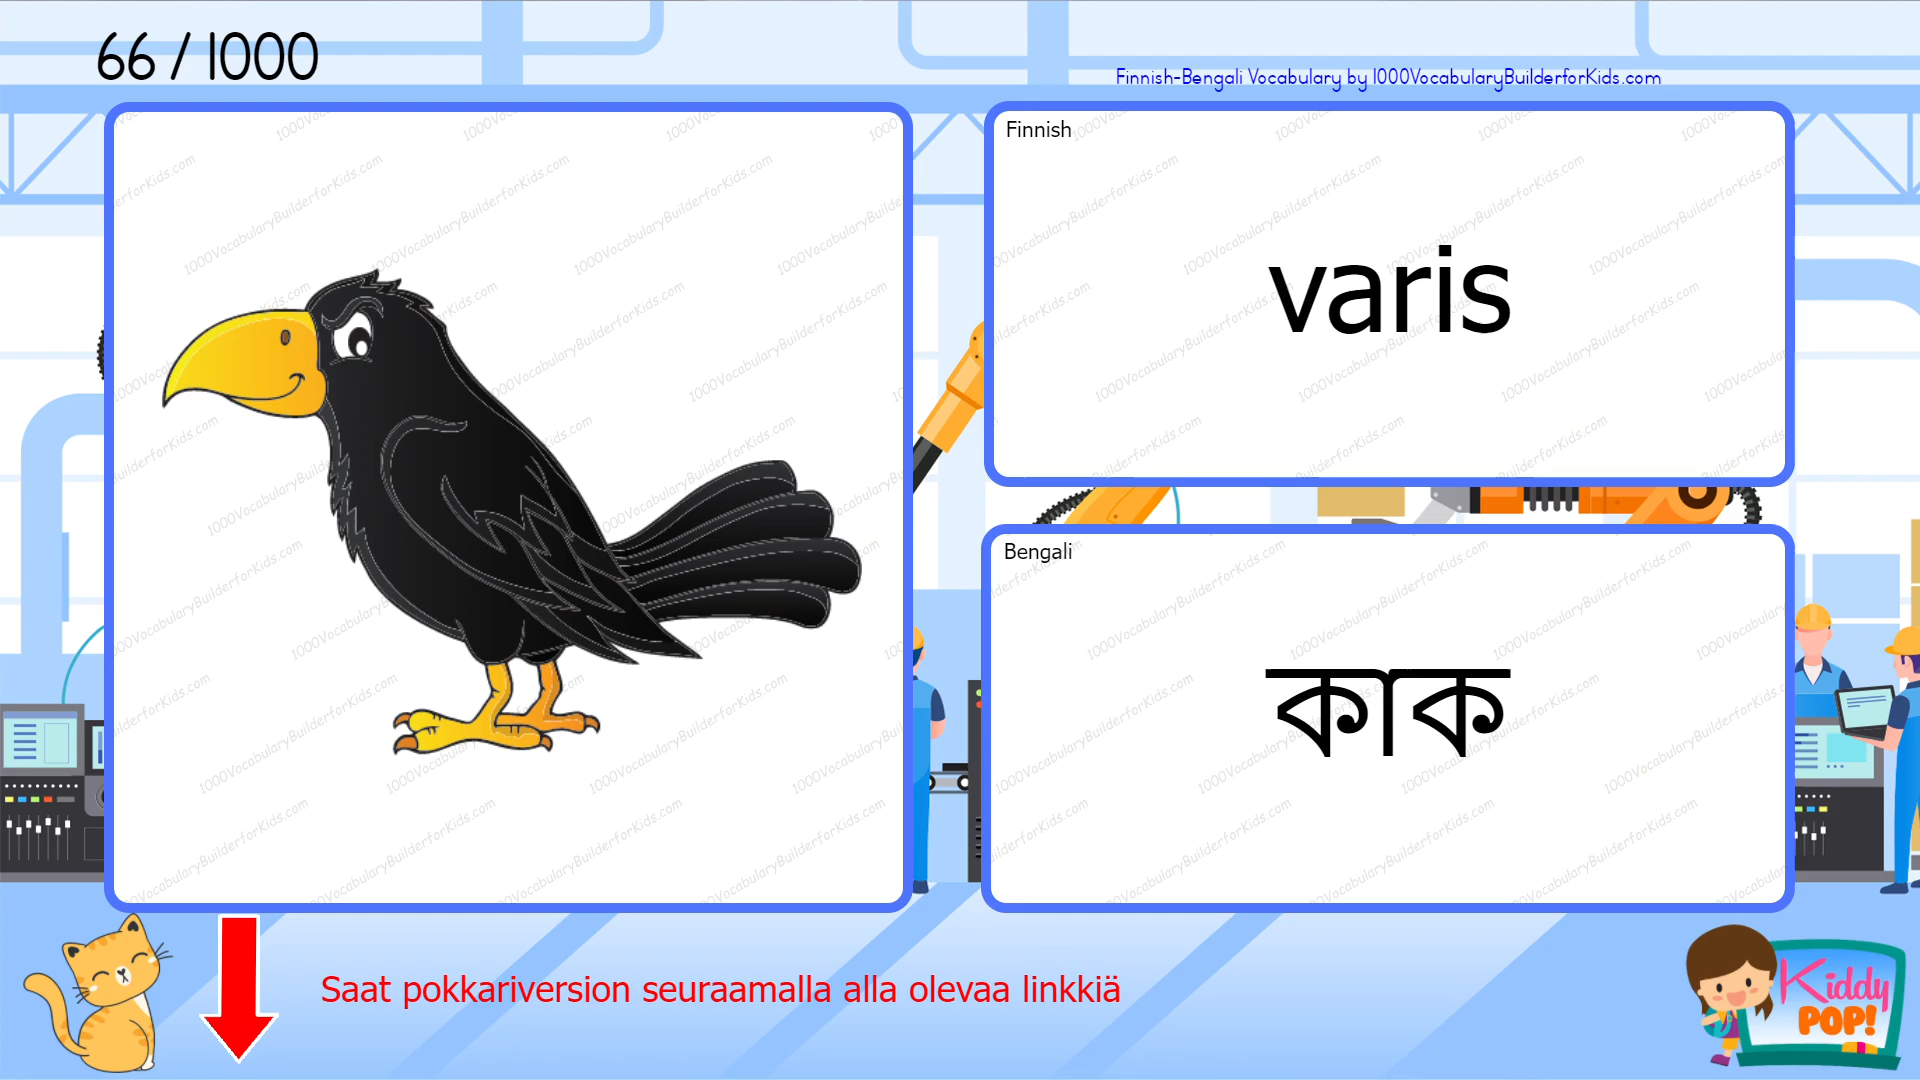 66 / 1000
Finnish-Bengali Vocabulary by 1000VocabularyBuilderforKids.com
Finnish
varis
Bengali
কাক
Saat pokkariversion seuraamalla alla olevaa linkkiä
Kiddy
POP!